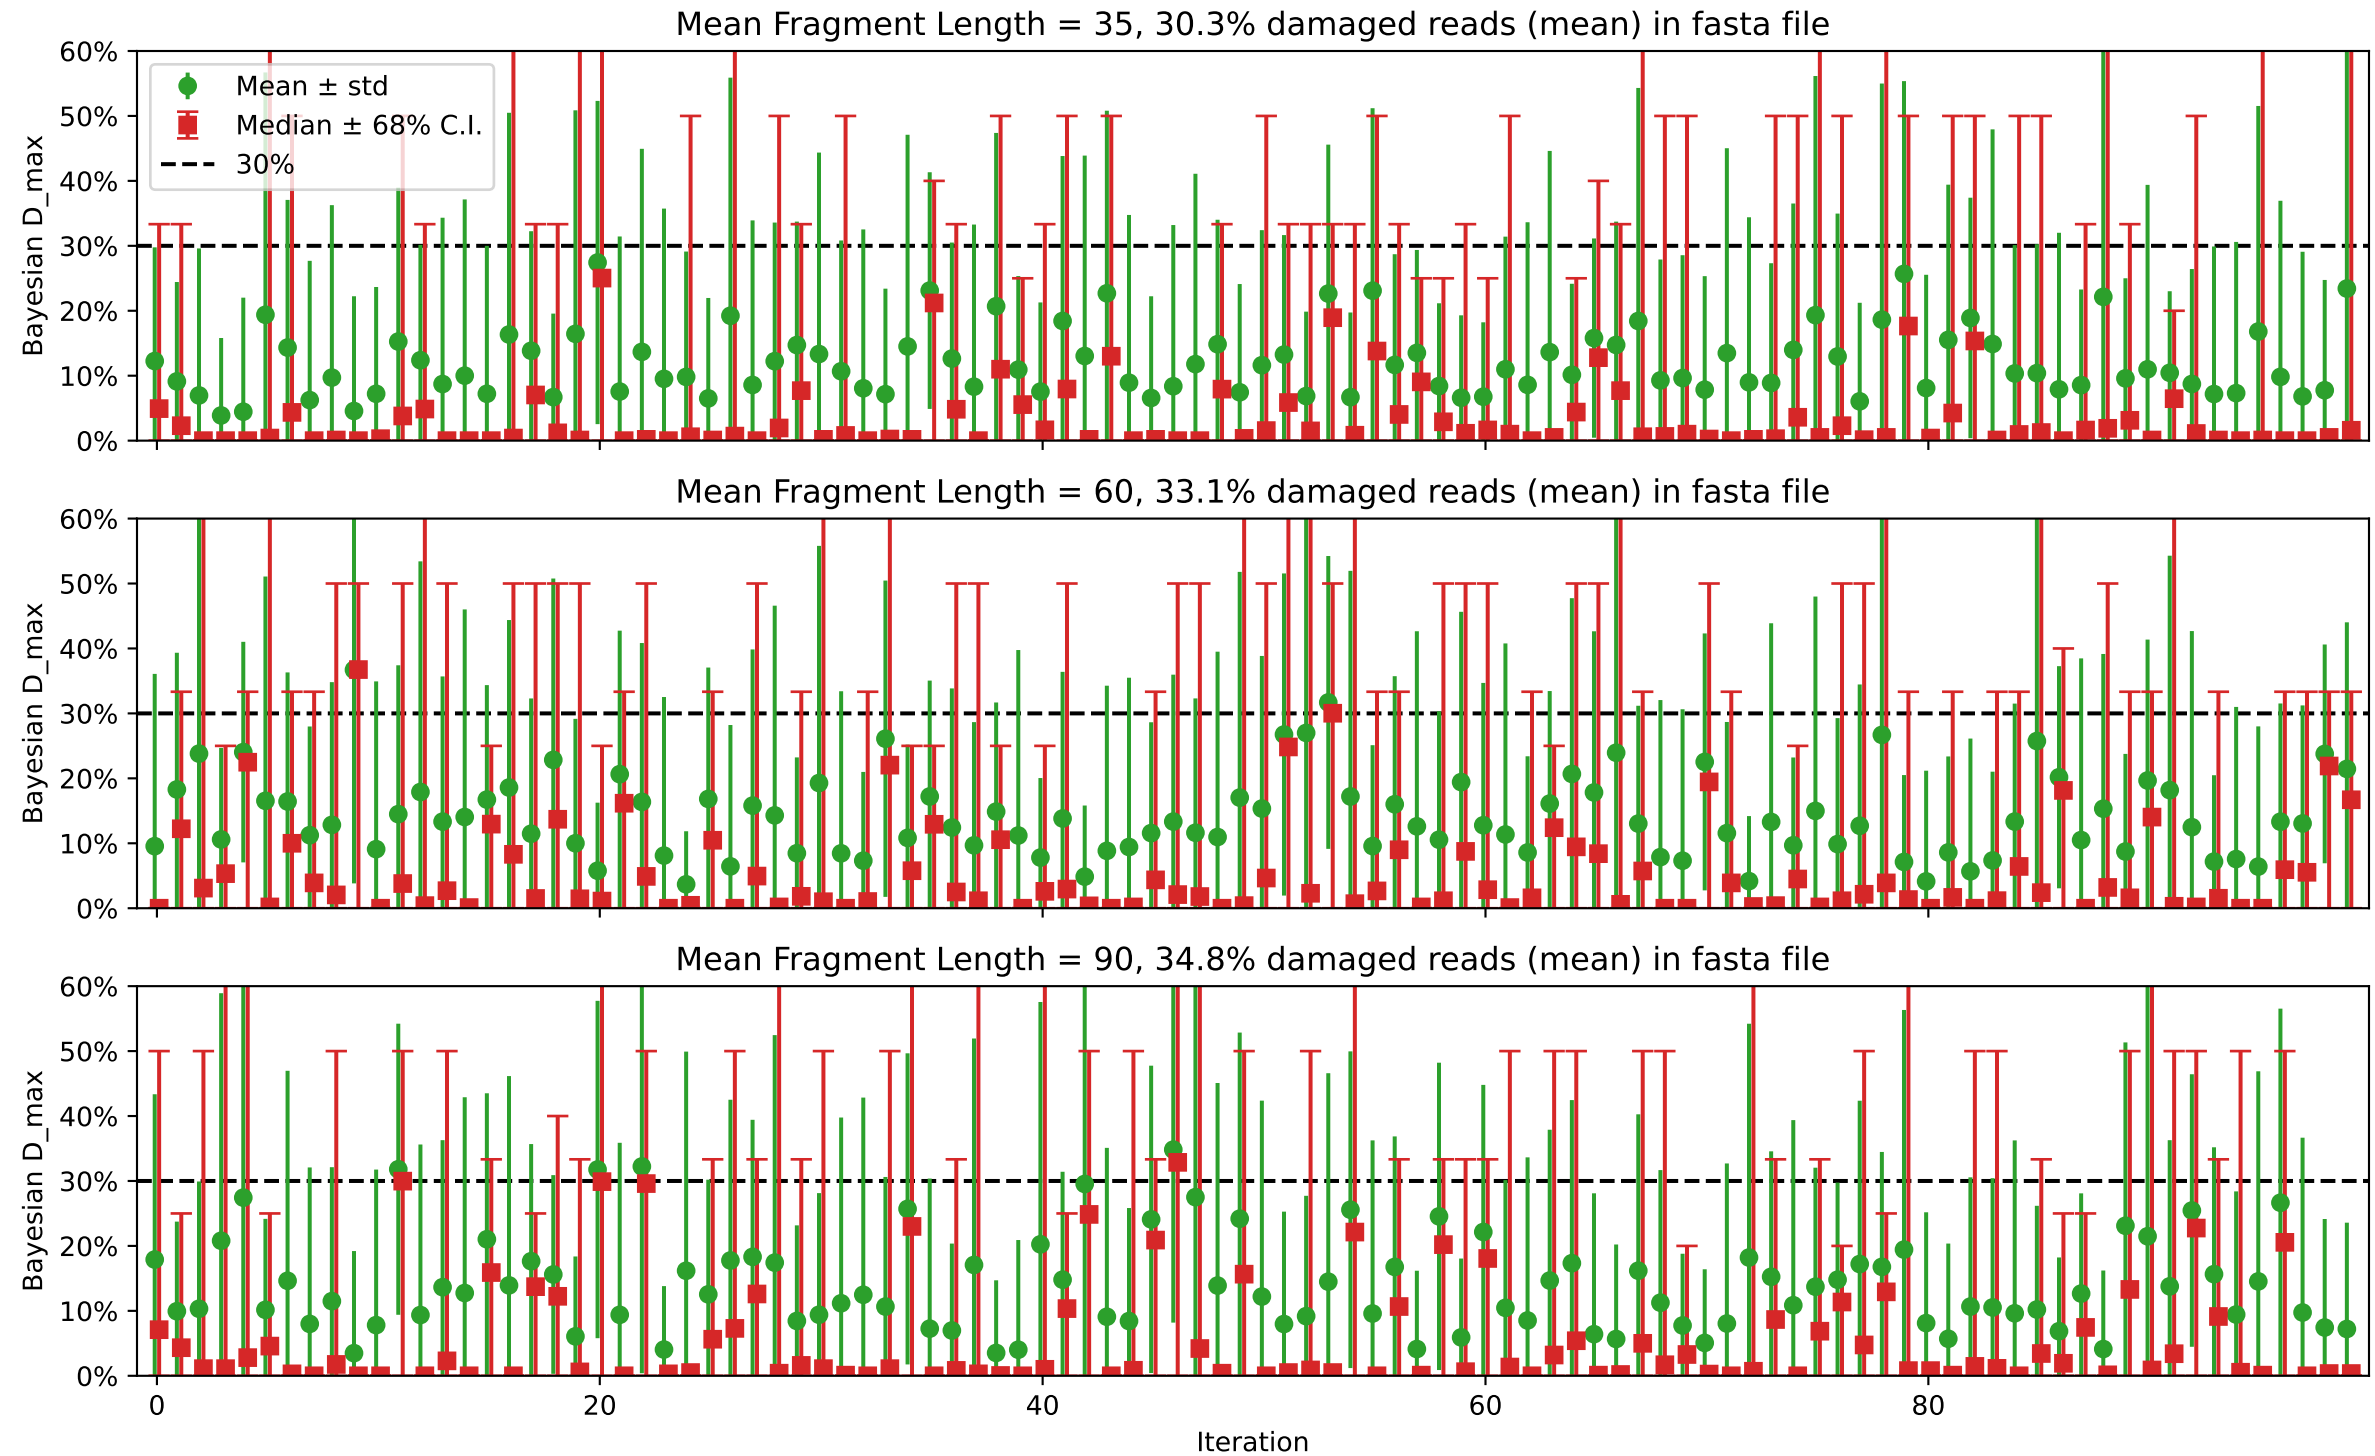 Mean Fragment Length = 35, 30.3% damaged reads (mean) in fasta file
60%
50%
40%
30%
20%
10%
0%
Bayesian D_max
Mean ± std
Median ± 68% C.I.
30%
Mean Fragment Length = 60, 33.1% damaged reads (mean) in fasta file
60%
50%
40%
30%
20%
10%
0%
Bayesian D_max
Mean Fragment Length = 90, 34.8% damaged reads (mean) in fasta file
60%
50%
40%
30%
20%
10%
0%
Bayesian D_max
0 20 40 60 80
Iteration